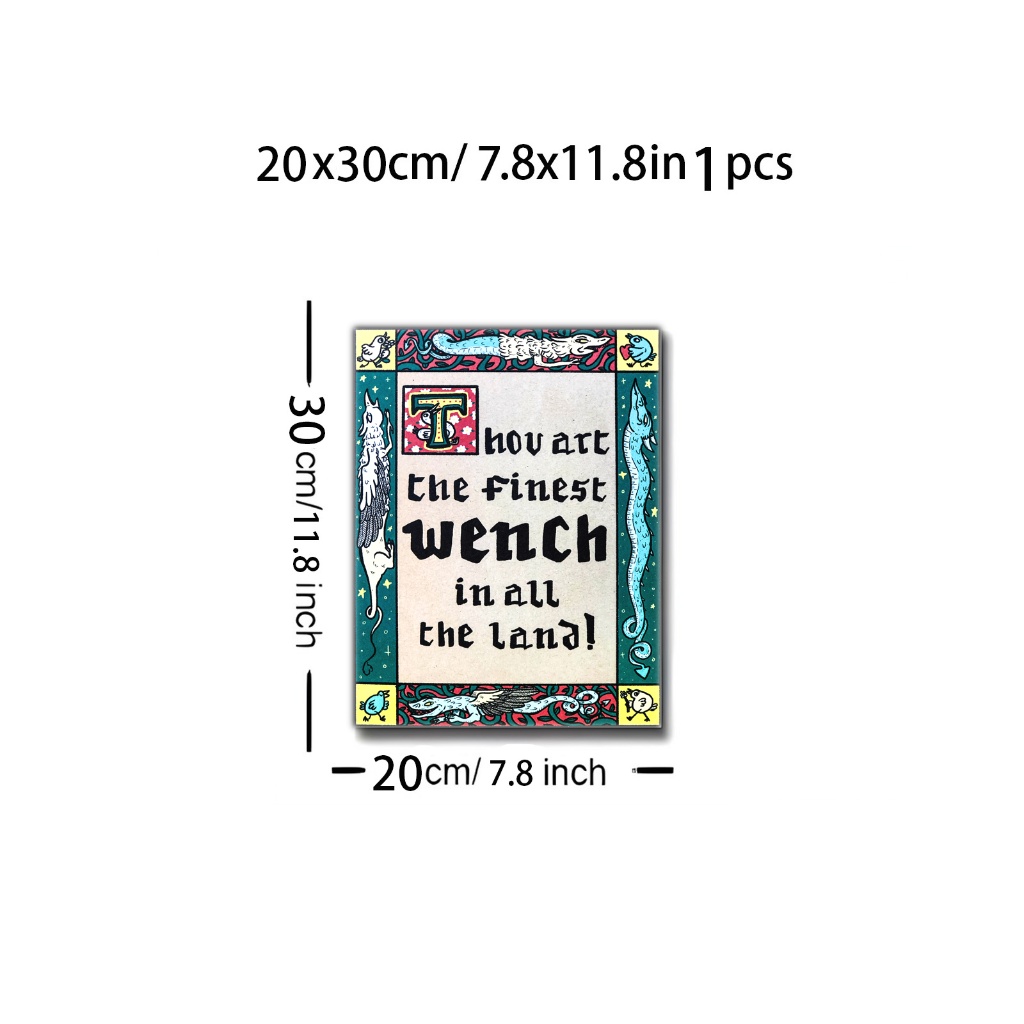 20x30cm/ 7.8x11.8in 1 pcs
30cm/11.8 inch
Thou art
the finest
wench
in all
the land!
20cm/ 7.8 inch